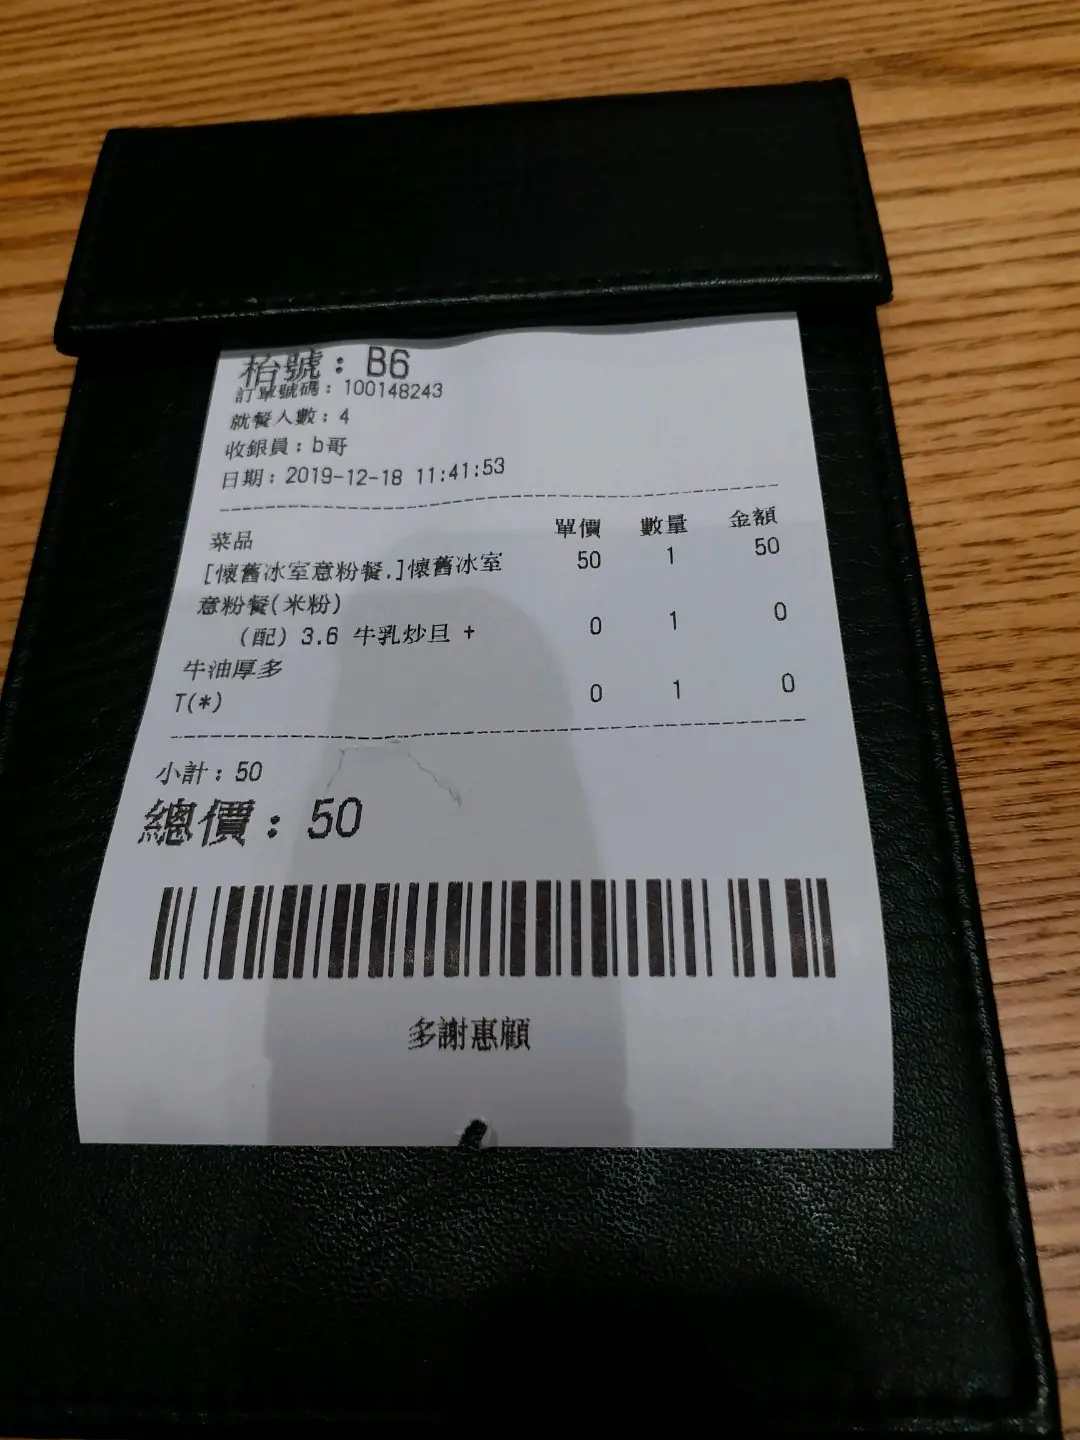 枱號：B6
訂單號碼：100148243
就餐人數：4
收銀員：b哥
日期：2019-12-18 11:41:53
菜品 單價 數量 金額
[懷舊冰室意粉餐.]懷舊冰室 50 1 50
意粉餐(米粉)
(配) 3.6 牛乳炒旦 + 0 1 0
牛油厚多
T(*) 0 1 0
小計：50
總價：50
多謝惠顧